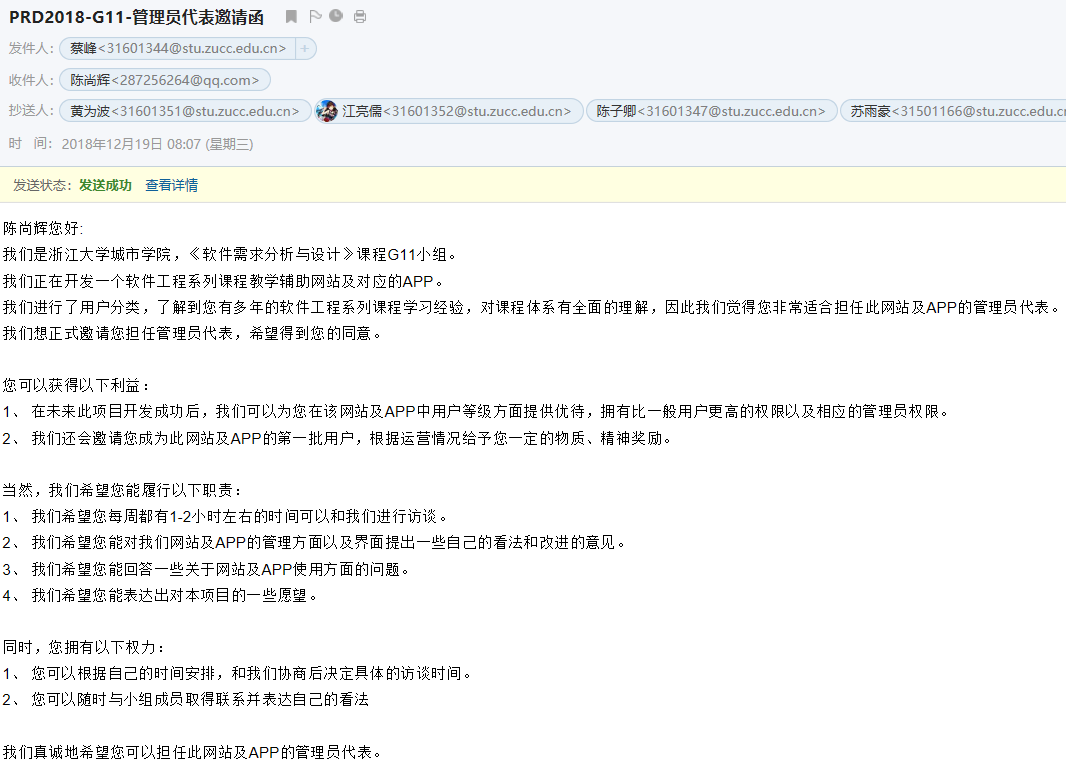 PRD2018-G11-管理员代表邀请函
发件人： 蔡峰<31601344@stu.zucc.edu.cn> +
收件人： 陈尚辉<287256264@qq.com>
抄送人： 黄为波<31601351@stu.zucc.edu.cn> 江亮儒<31601352@stu.zucc.edu.cn> 陈子卿<31601347@stu.zucc.edu.cn> 苏雨豪<31501166@stu.zucc.edu.cn
时 间： 2018年12月19日 08:07 (星期三)
发送状态： 发送成功 查看详情
陈尚辉您好:
我们是浙江大学城市学院，《软件需求分析与设计》课程G11小组。
我们正在开发一个软件工程系列课程教学辅助网站及对应的APP。
我们进行了用户分类，了解到您有多年的软件工程系列课程学习经验，对课程体系有全面的理解，因此我们觉得您非常适合担任此网站及APP的管理员代表。
我们想正式邀请您担任管理员代表，希望得到您的同意。
您可以获得以下利益：
1、 在未来此项目开发成功后，我们可以为您在该网站及APP中用户等级方面提供优待，拥有比一般用户更高的权限以及相应的管理员权限。
2、 我们还会邀请您成为此网站及APP的第一批用户，根据运营情况给予您一定的物质、精神奖励。
当然，我们希望您能履行以下职责：
1、 我们希望您每周都有1-2小时左右的时间可以和我们进行访谈。
2、 我们希望您能对我们网站及APP的管理方面以及界面提出一些自己的看法和改进的意见。
3、 我们希望您能回答一些关于网站及APP使用方面的问题。
4、 我们希望您能表达出对本项目的一些愿望。
同时，您拥有以下权力：
1、 您可以根据自己的时间安排，和我们协商后决定具体的访谈时间。
2、 您可以随时与小组成员取得联系并表达自己的看法
我们真诚地希望您可以担任此网站及APP的管理员代表。